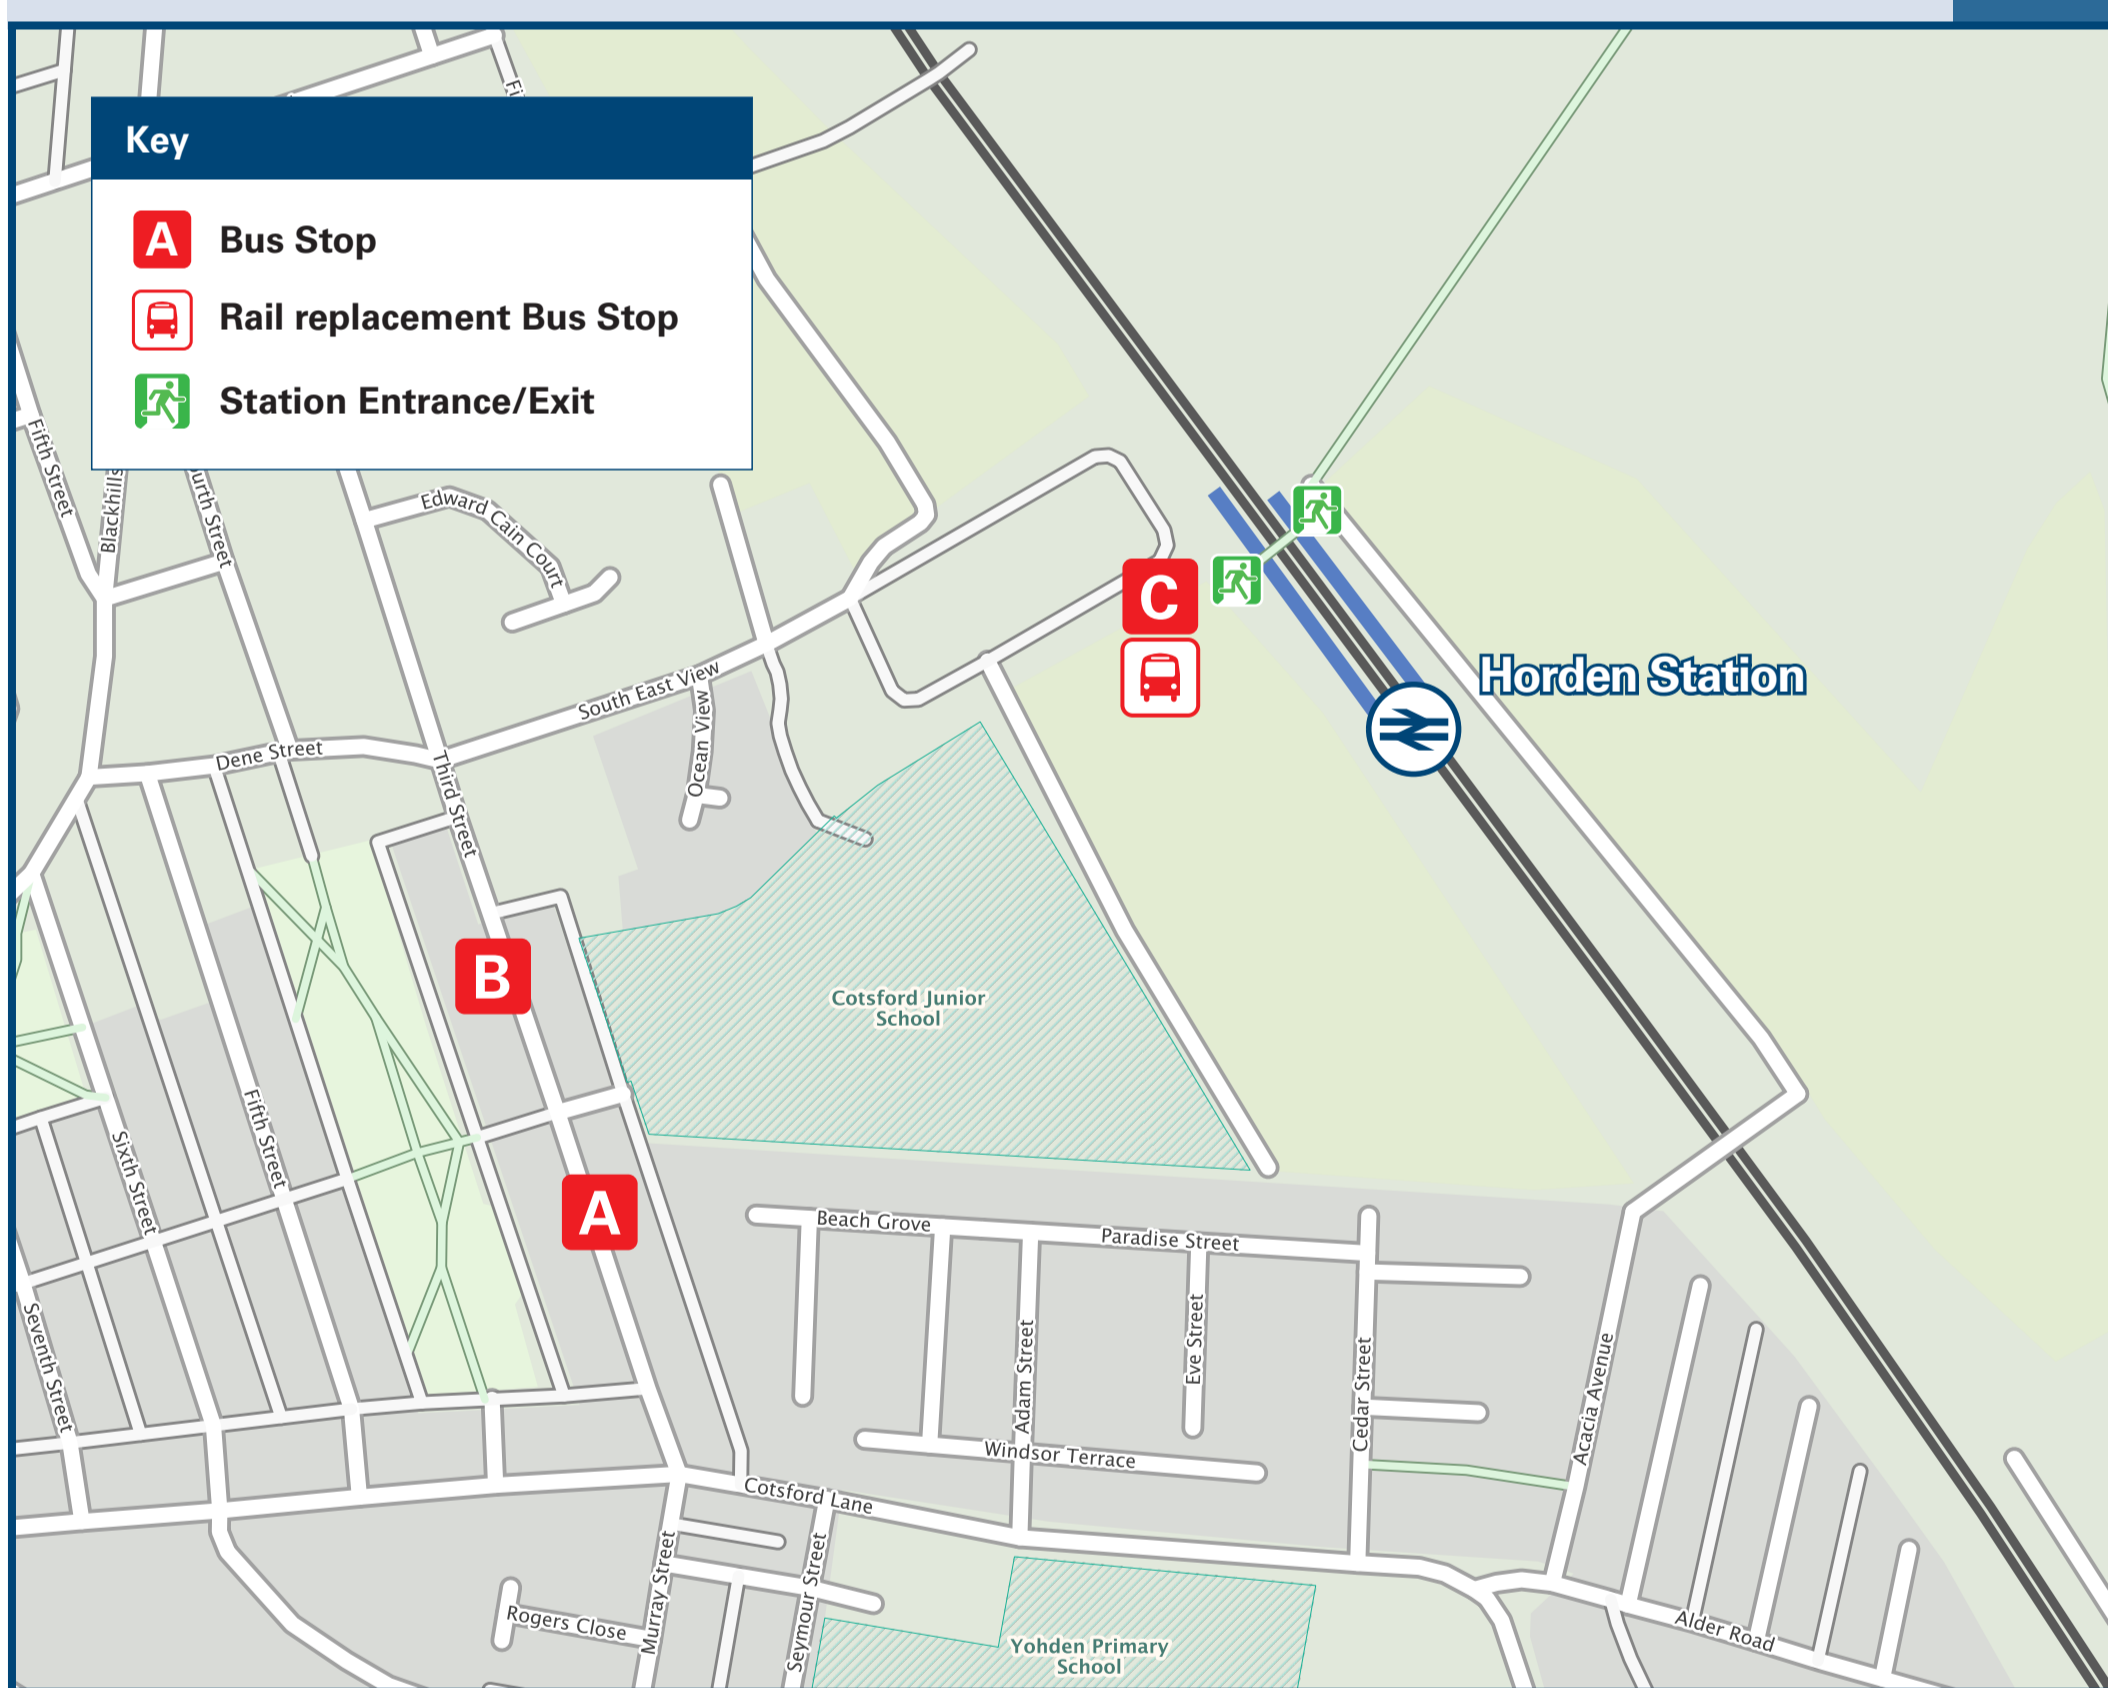 Key
A
Bus Stop
Rail replacement Bus Stop
Station Entrance/Exit
Fifth Street
Blackhills
Edward Cain Court
C
Horden Station
South East View
Ocean View
Dene Street
Third Street
B
Cotsford Junior
School
Fifth Street
Sixth Street
A
Beach Grove
Paradise Street
Seventh Street
Adam Street
Eve Street
Cedar Street
Acacia Avenue
Windsor Terrace
Cotsford Lane
Murray Street
Seymour Street
Rogers Close
Alder Road
Yohden Primary
School